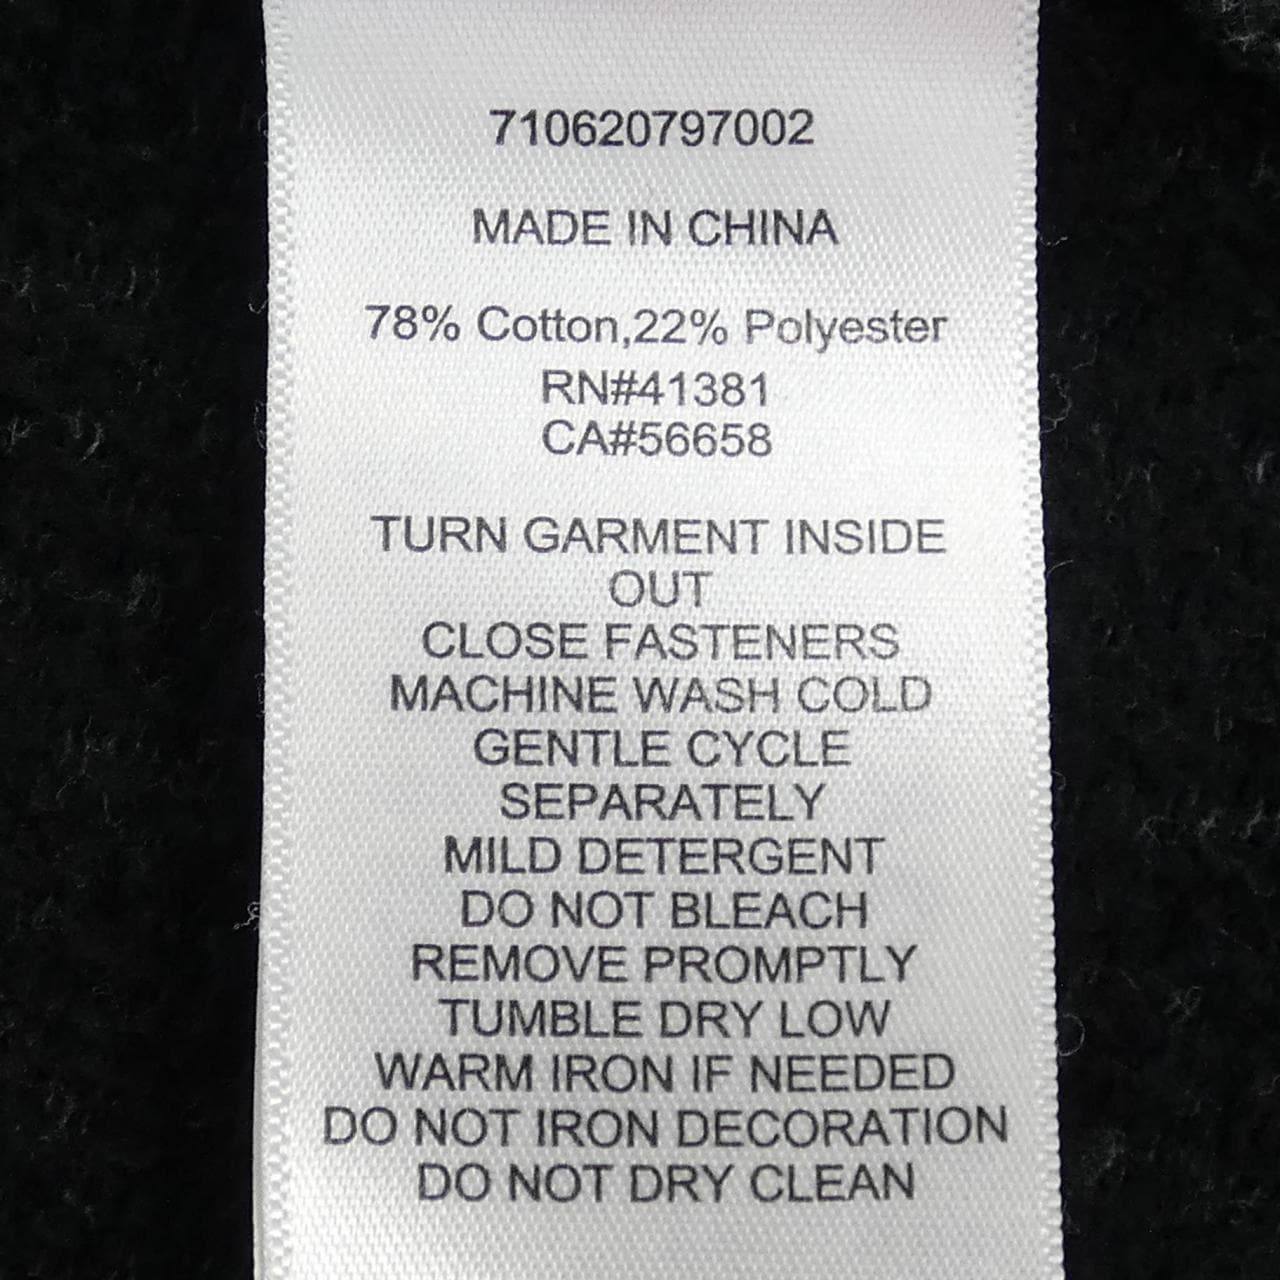 710620797002
MADE IN CHINA
78% Cotton,22% Polyester
RN#41381
CA#56658
TURN GARMENT INSIDE
OUT
CLOSE FASTENERS
MACHINE WASH COLD
GENTLE CYCLE
SEPARATELY
MILD DETERGENT
DO NOT BLEACH
REMOVE PROMPTLY
TUMBLE DRY LOW
WARM IRON IF NEEDED
DO NOT IRON DECORATION
DO NOT DRY CLEAN